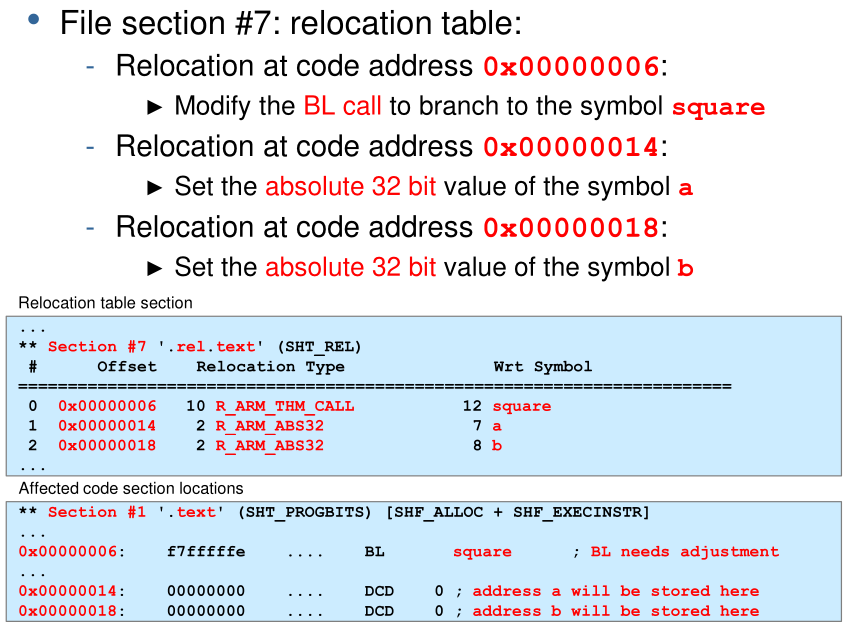 • File section #7: relocation table:
- Relocation at code address 0x00000006:
► Modify the BL call to branch to the symbol square
- Relocation at code address 0x00000014:
► Set the absolute 32 bit value of the symbol a
- Relocation at code address 0x00000018:
► Set the absolute 32 bit value of the symbol b
Relocation table section
...
** Section #7 '.rel.text' (SHT_REL)
#      Offset    Relocation Type               Wrt Symbol
========================================================================
0  0x00000006   10 R_ARM_THM_CALL           12 square
1  0x00000014    2 R_ARM_ABS32               7 a
2  0x00000018    2 R_ARM_ABS32               8 b
...
Affected code section locations
** Section #1 '.text' (SHT_PROGBITS) [SHF_ALLOC + SHF_EXECINSTR]
...
0x00000006:    f7fffffe    ....    BL       square      ; BL needs adjustment
...
0x00000014:    00000000    ....    DCD    0 ; address a will be stored here
0x00000018:    00000000    ....    DCD    0 ; address b will be stored here